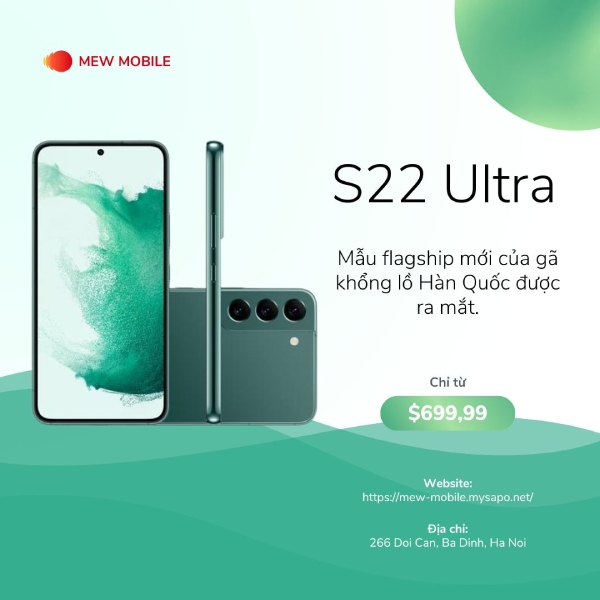 MEW MOBILE
S22 Ultra
Mẫu flagship mới của gã
khổng lồ Hàn Quốc được
ra mắt.
Chỉ từ
$699,99
Website:
https://mew-mobile.mysapo.net/
Địa chỉ:
266 Doi Can, Ba Dinh, Ha Noi